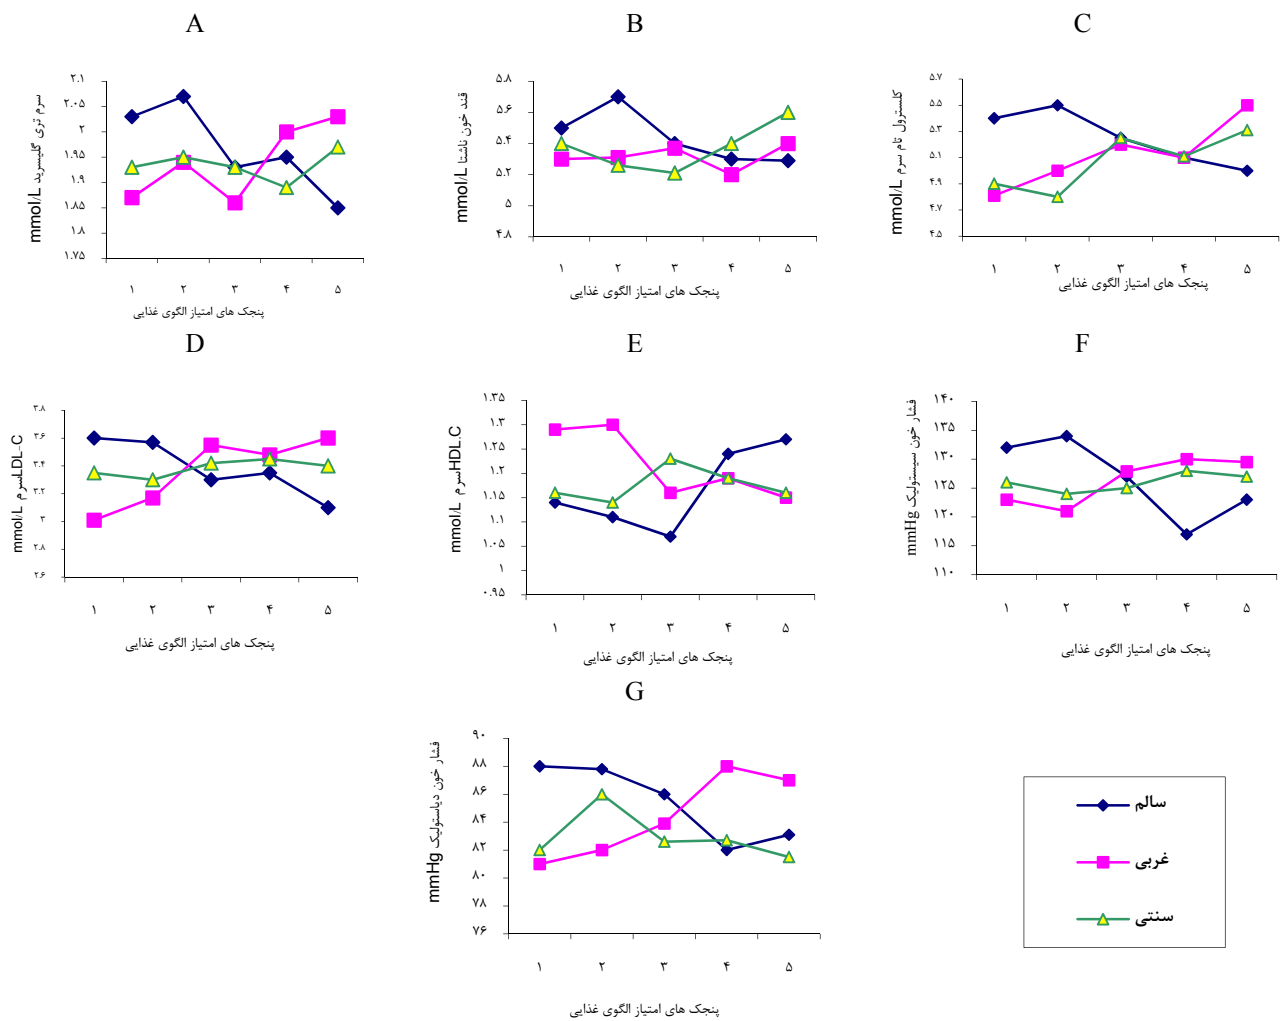 A
سرم تری گلیسرید mmol/L
۲.۱
۲.۰۵
۲
۱.۹۵
۱.۹
۱.۸۵
۱.۸
۱.۷۵
۱ ۲ ۳ ۴ ۵
پنجک های امتیاز الگوی غذایی
B
قند خون ناشتا mmol/L
۵.۸
۵.۶
۵.۴
۵.۲
۵
۴.۸
۱ ۲ ۳ ۴ ۵
پنجک های امتیاز الگوی غذایی
C
کلسترول تام سرم mmol/L
۵.۷
۵.۵
۵.۳
۵.۱
۴.۹
۴.۷
۴.۵
۱ ۲ ۳ ۴ ۵
پنجک های امتیاز الگوی غذایی
D
سرمLDL-C mmol/L
۳.۸
۳.۶
۳.۴
۳.۲
۳
۲.۸
۲.۶
۱ ۲ ۳ ۴ ۵
پنجک های امتیاز الگوی غذایی
E
سرمHDL.C mmol/L
۱.۳۵
۱.۳
۱.۲۵
۱.۲
۱.۱۵
۱.۱
۱.۰۵
۱
۰.۹۵
۱ ۲ ۳ ۴ ۵
پنجک های امتیاز الگوی غذایی
F
فشار خون سیستولیک mmHg
۱۴۰
۱۳۵
۱۳۰
۱۲۵
۱۲۰
۱۱۵
۱۱۰
۱ ۲ ۳ ۴ ۵
پنجک های امتیاز الگوی غذایی
G
فشار خون دیاستولیک mmHg
۹۰
۸۸
۸۶
۸۴
۸۲
۸۰
۷۸
۷۶
۱ ۲ ۳ ۴ ۵
پنجک های امتیاز الگوی غذایی
سالم
غربی
سنتی